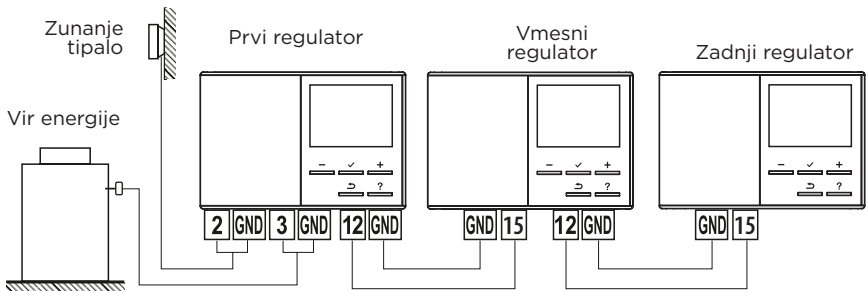 Zunanje
tipalo
Prvi regulator
Vmesni
regulator
Zadnji regulator
Vir energije
− ✓ +
⮌ ?
− ✓ +
⮌ ?
− ✓ +
⮌ ?
2 GND 3 GND 12 GND
GND 15 12 GND
GND 15